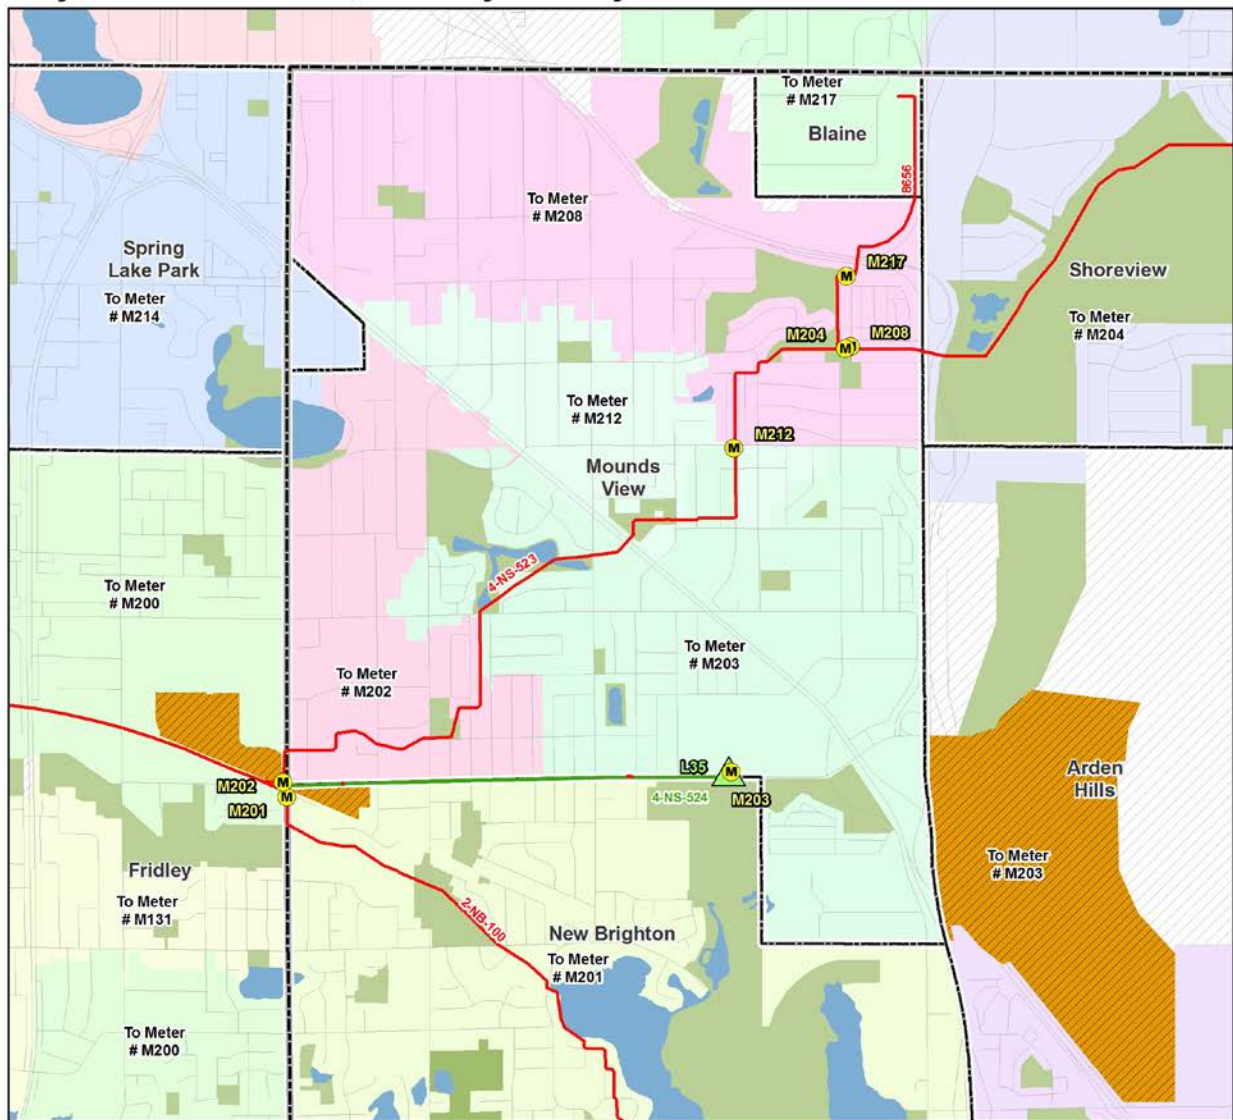 To Meter
# M217
Blaine
8656
To Meter
# M208
Spring
Lake Park
To Meter
# M214
M217
Shoreview
To Meter
# M204
M
M204
M208
M
To Meter
# M212
M212
M
Mounds
View
4-NS-523
To Meter
# M200
To Meter
# M203
To Meter
# M202
L35
M
M203
4-NS-524
M202
M
M201
M
Arden
Hills
To Meter
# M203
Fridley
To Meter
# M131
2-NB-100
New Brighton
To Meter
# M201
To Meter
# M200